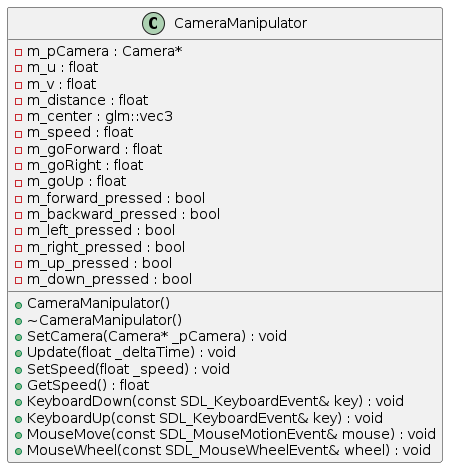 C CameraManipulator
m_pCamera : Camera*
m_u : float
m_v : float
m_distance : float
m_center : glm::vec3
m_speed : float
m_goForward : float
m_goRight : float
m_goUp : float
m_forward_pressed : bool
m_backward_pressed : bool
m_left_pressed : bool
m_right_pressed : bool
m_up_pressed : bool
m_down_pressed : bool
CameraManipulator()
~CameraManipulator()
SetCamera(Camera* _pCamera) : void
Update(float _deltaTime) : void
SetSpeed(float _speed) : void
GetSpeed() : float
KeyboardDown(const SDL_KeyboardEvent& key) : void
KeyboardUp(const SDL_KeyboardEvent& key) : void
MouseMove(const SDL_MouseMotionEvent& mouse) : void
MouseWheel(const SDL_MouseWheelEvent& wheel) : void